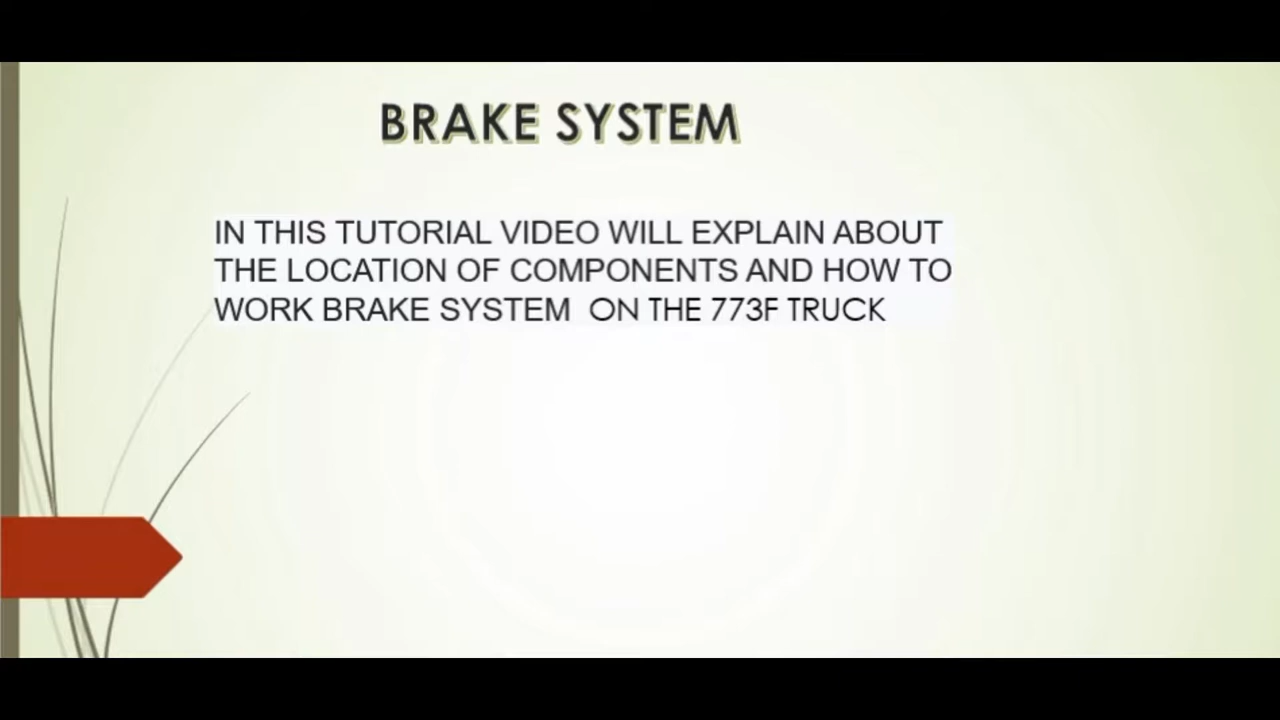 BRAKE SYSTEM
IN THIS TUTORIAL VIDEO WILL EXPLAIN ABOUT
THE LOCATION OF COMPONENTS AND HOW TO
WORK BRAKE SYSTEM  ON THE 773F TRUCK